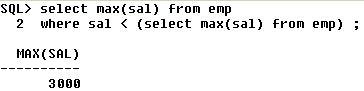 SQL> select max(sal) from emp
2 where sal < (select max(sal) from emp) ;
MAX(SAL)
----------
3000